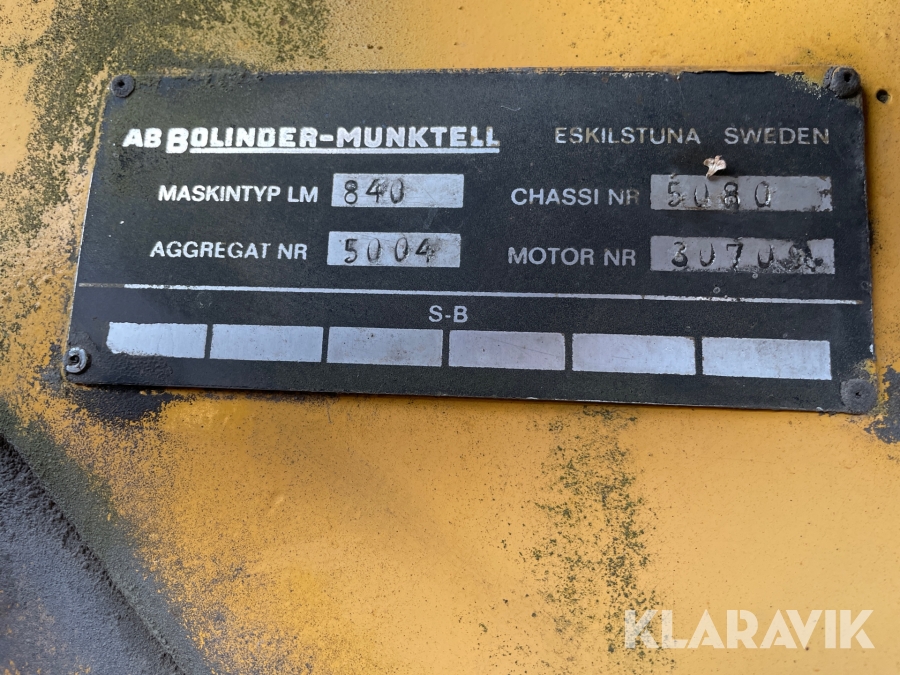 AB BOLINDER-MUNKTELL ESKILSTUNA SWEDEN
MASKINTYP LM 840 CHASSI NR 5080
AGGREGAT NR 5004 MOTOR NR
S-B
KLARAVIK